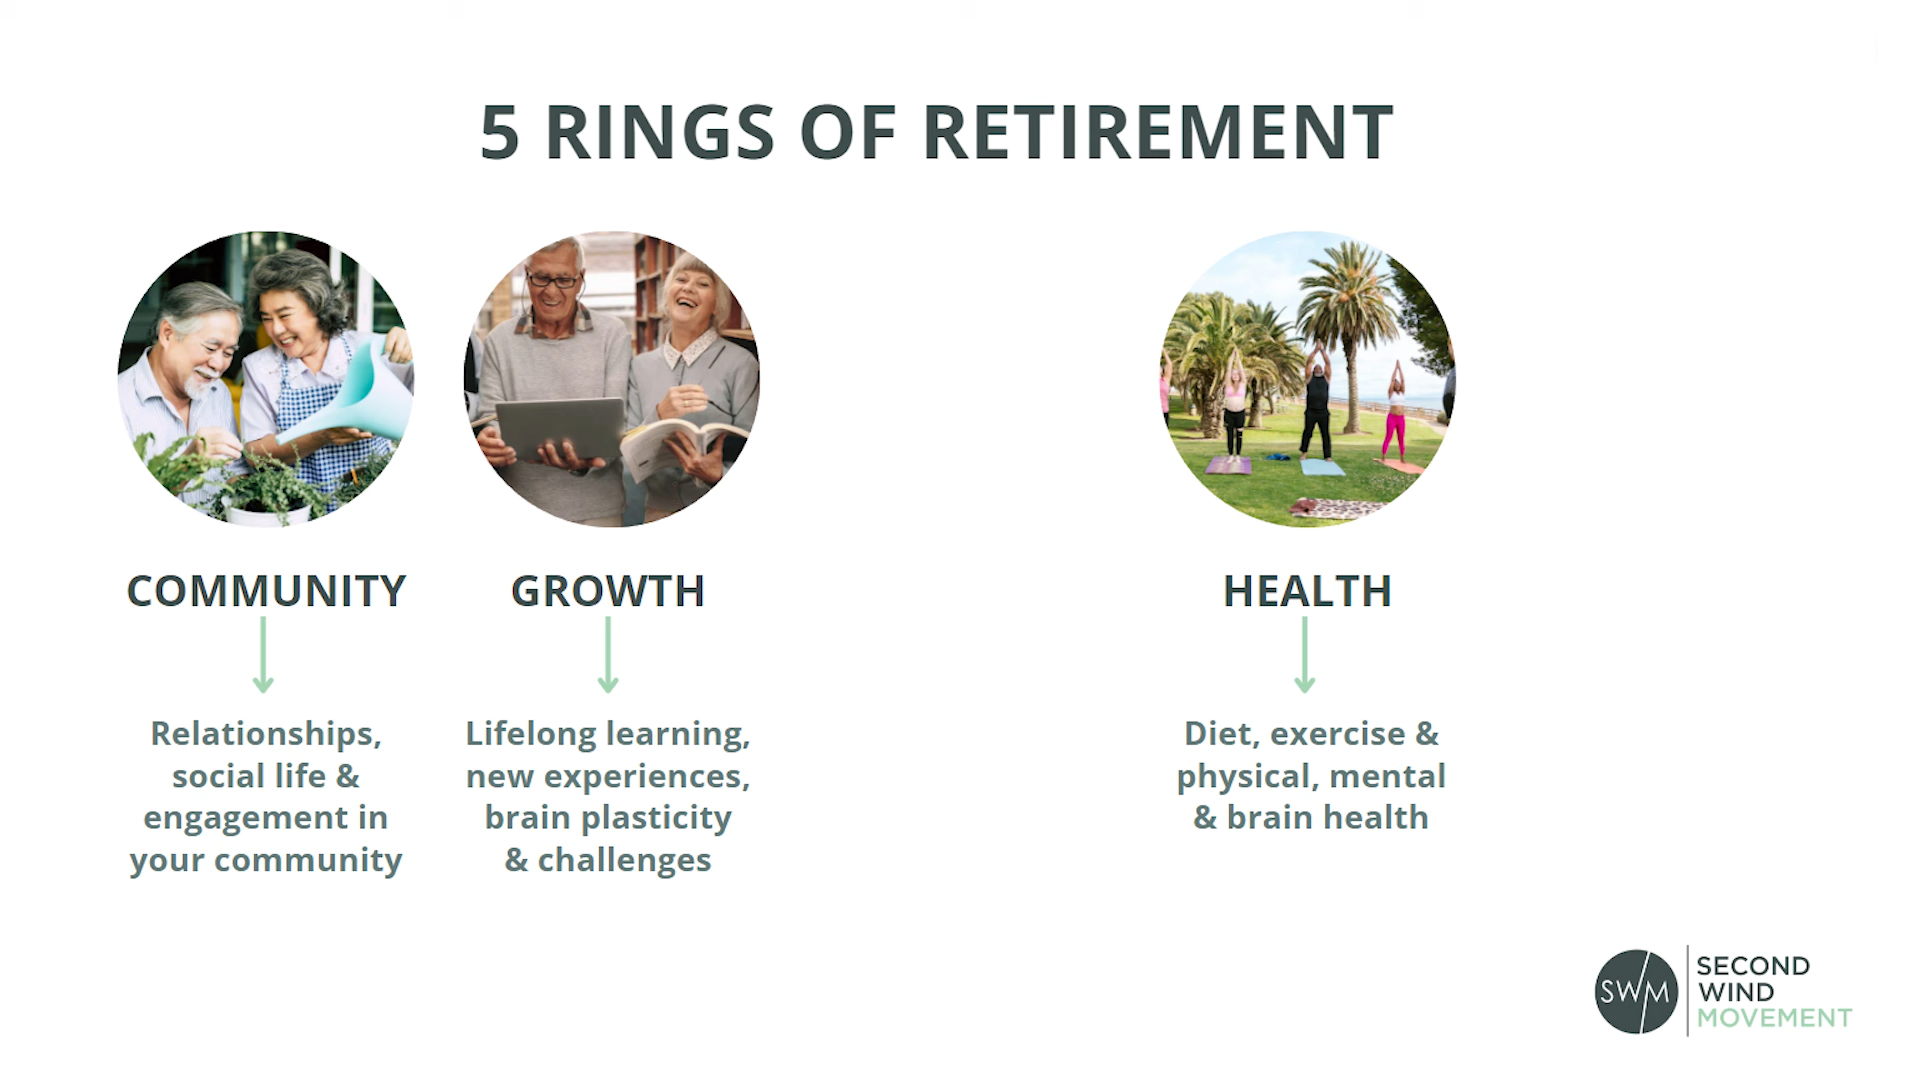 5 RINGS OF RETIREMENT
COMMUNITY
Relationships,
social life &
engagement in
your community
GROWTH
Lifelong learning,
new experiences,
brain plasticity
& challenges
HEALTH
Diet, exercise &
physical, mental
& brain health
SWM
SECOND
WIND
MOVEMENT